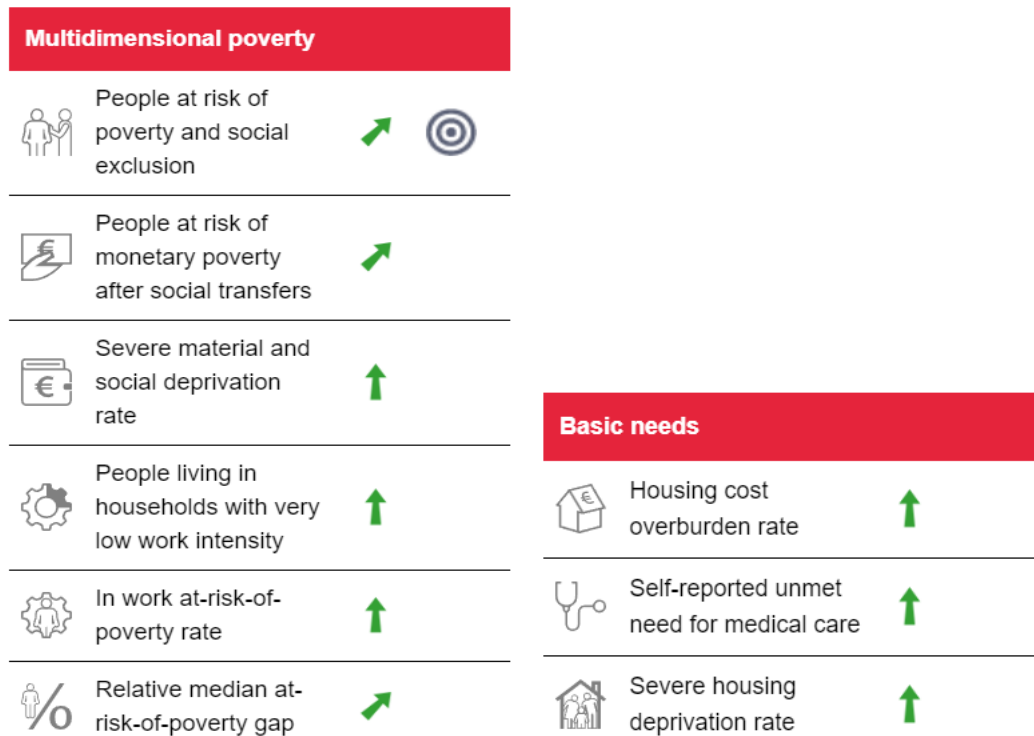 Multidimensional poverty
People at risk of
poverty and social
exclusion
People at risk of
monetary poverty
after social transfers
€
Severe material and
social deprivation
rate
€
People living in
households with very
low work intensity
In work at-risk-of-
poverty rate
Relative median at-
risk-of-poverty gap
%
Basic needs
Housing cost
overburden rate
€
Self-reported unmet
need for medical care
Severe housing
deprivation rate